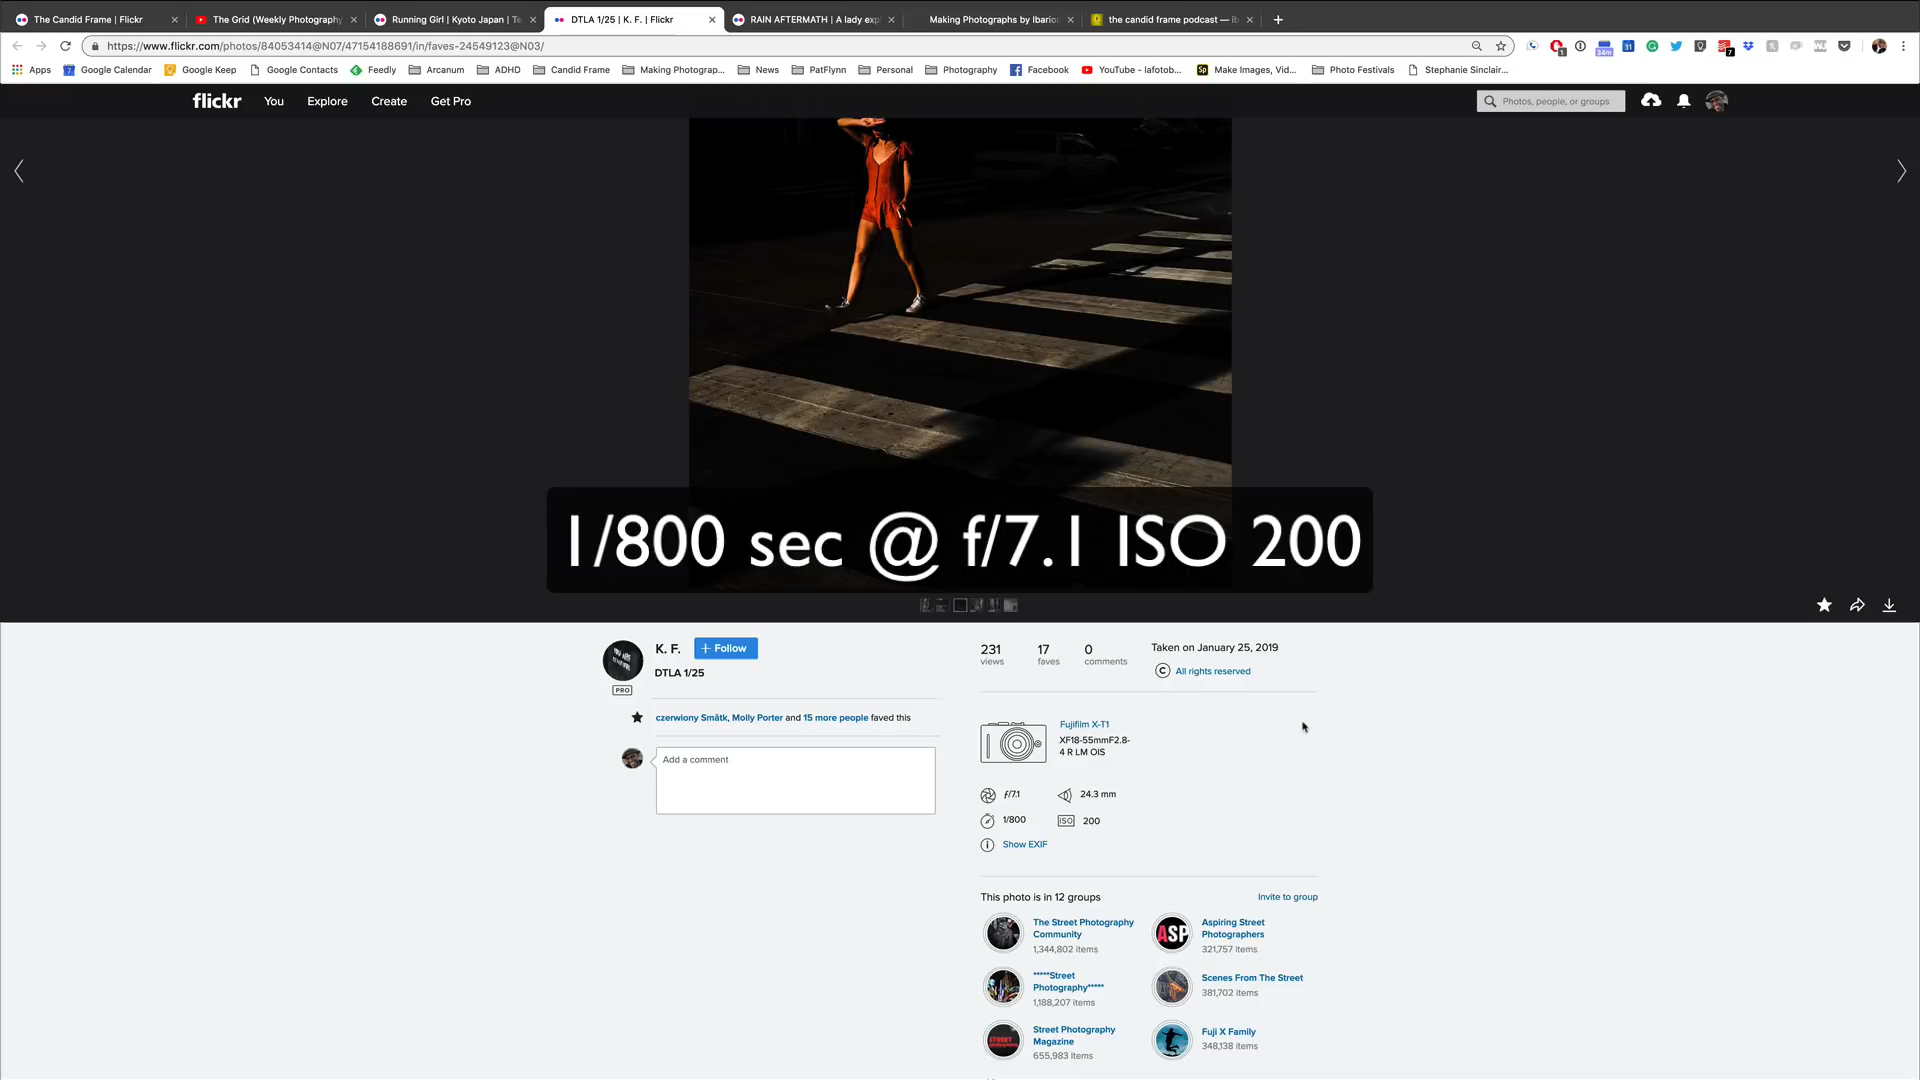 The Candid Frame | Flickr
The Grid (Weekly Photography
Running Girl | Kyoto Japan | Te
DTLA 1/25 | K. F. | Flickr
RAIN AFTERMATH | A lady exp
Making Photographs by Ibario
the candid frame podcast — ib
https://www.flickr.com/photos/84053414@N07/47154188691/in/faves-24549123@N03/
Apps
Google Calendar
Google Keep
Google Contacts
Feedly
Arcanum
ADHD
Candid Frame
Making Photograp...
News
PatFlynn
Personal
Photography
Facebook
YouTube - Iafotob...
Make Images, Vid...
Photo Festivals
Stephanie Sinclair...
flickr
You
Explore
Create
Get Pro
Photos, people, or groups
1/800 sec @ f/7.1 ISO 200
K. F.
+ Follow
DTLA 1/25
PRO
czerwiony Smãtk, Molly Porter and 15 more people faved this
Add a comment
231
views
17
faves
0
comments
Taken on January 25, 2019
All rights reserved
Fujifilm X-T1
XF18-55mmF2.8-
4 R LM OIS
ƒ/7.1
24.3 mm
1/800
ISO
200
Show EXIF
This photo is in 12 groups
Invite to group
The Street Photography
Community
1,344,802 items
ASP
Aspiring Street
Photographers
321,757 items
*****Street
Photography*****
1,188,207 items
Scenes From The Street
381,702 items
Street Photography
Magazine
655,983 items
Fuji X Family
348,138 items